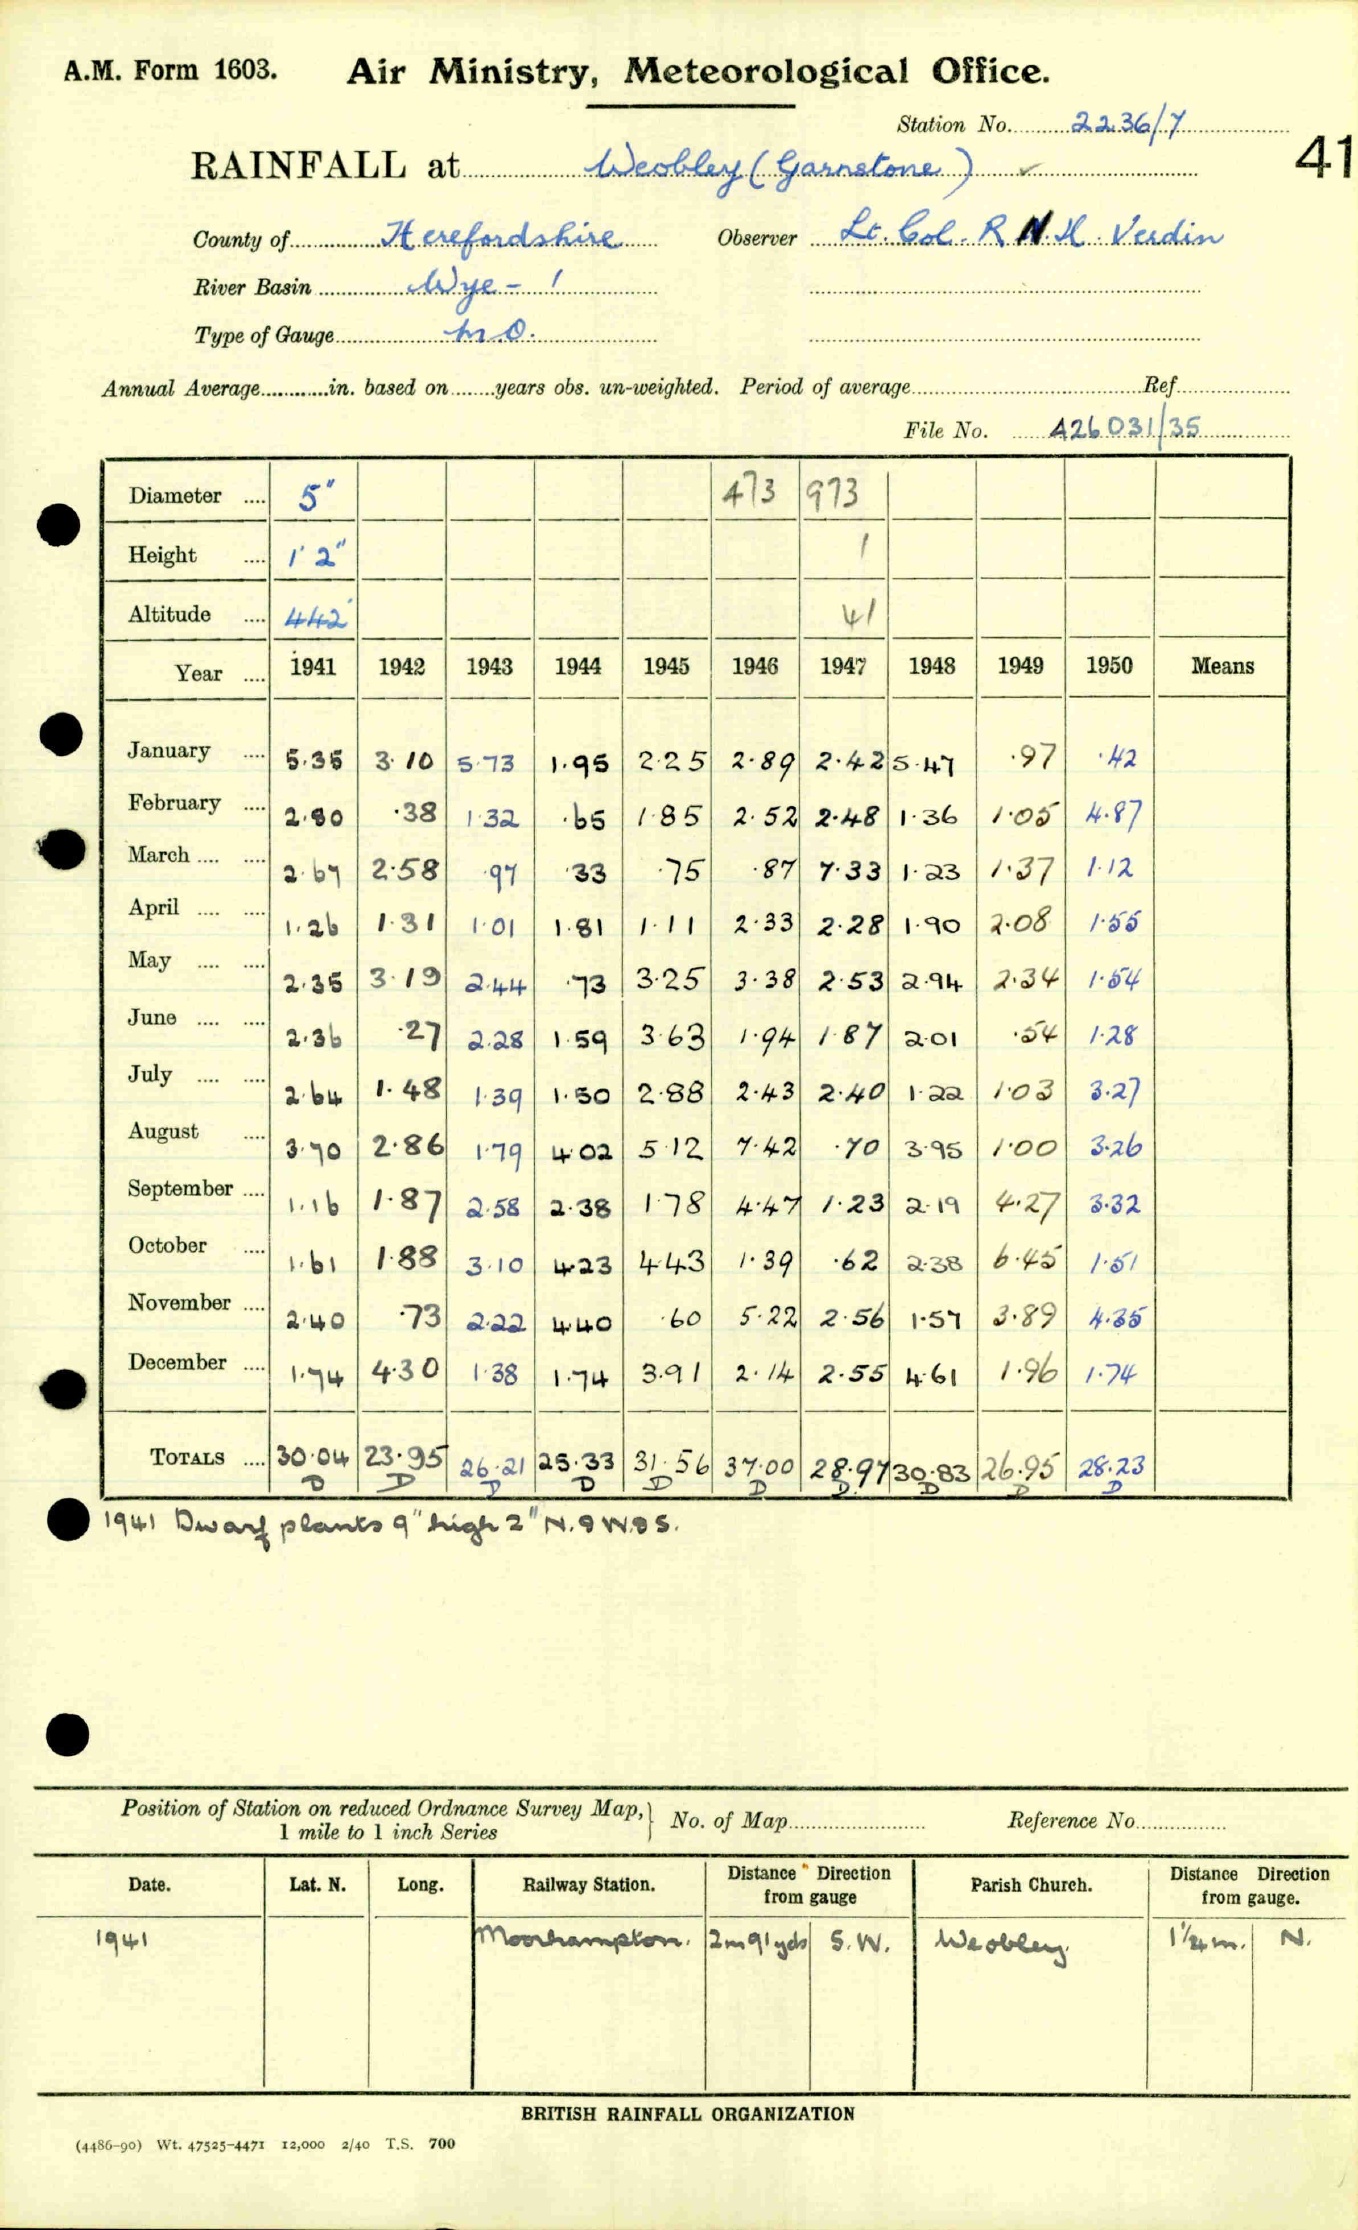 A.M. Form 1603. Air Ministry, Meteorological Office.
Station No. 2236/7
RAINFALL at Weobley (Garnstone) ✓ 41
County of Herefordshire Observer Lt. Col. R N. H. Verdin
River Basin Wye - 1
Type of Gauge M.O.
Annual Average in. based on years obs. un-weighted. Period of average Ref
File No. A26031/35
Diameter 5" 473 973
Height 1' 2" 1
Altitude 442' 41
Year 1941 1942 1943 1944 1945 1946 1947 1948 1949 1950 Means
January 5.35 3.10 5.73 1.95 2.25 2.89 2.42 5.47 .97 .42
February 2.80 .38 1.32 .65 1.85 2.52 2.48 1.36 1.05 4.87
March 2.67 2.58 .97 .33 .75 .87 7.33 1.23 1.37 1.12
April 1.26 1.31 1.01 1.81 1.11 2.33 2.28 1.90 2.08 1.55
May 2.35 3.19 2.44 .73 3.25 3.38 2.53 2.94 2.34 1.54
June 2.36 .27 2.28 1.59 3.63 1.94 1.87 2.01 .54 1.28
July 2.64 1.48 1.39 1.50 2.88 2.43 2.40 1.22 1.03 3.27
August 3.70 2.86 1.79 4.02 5.12 7.42 .70 3.95 1.00 3.26
September 1.16 1.87 2.58 2.38 1.78 4.47 1.23 2.19 4.27 3.32
October 1.61 1.88 3.10 4.23 4.43 1.39 .62 2.38 6.45 1.51
November 2.40 .73 2.22 4.40 .60 5.22 2.56 1.57 3.89 4.35
December 1.74 4.30 1.38 1.74 3.91 2.14 2.55 4.61 1.96 1.74
TOTALS 30.04 23.95 26.21 25.33 31.56 37.00 28.97 30.83 26.95 28.23
D D D D D D D D D D
1941 Dwarf plants 9" high 2" N. & W. & S.
Position of Station on reduced Ordnance Survey Map, No. of Map Reference No.
1 mile to 1 inch Series
Date. Lat. N. Long. Railway Station. Distance Direction from gauge Parish Church. Distance Direction from gauge.
1941 Moorhampton. 2m 91yds S.W. Weobley. 1¼m. N.
BRITISH RAINFALL ORGANIZATION
(4486-90) Wt. 47525-4471 12,000 2/40 T.S. 700